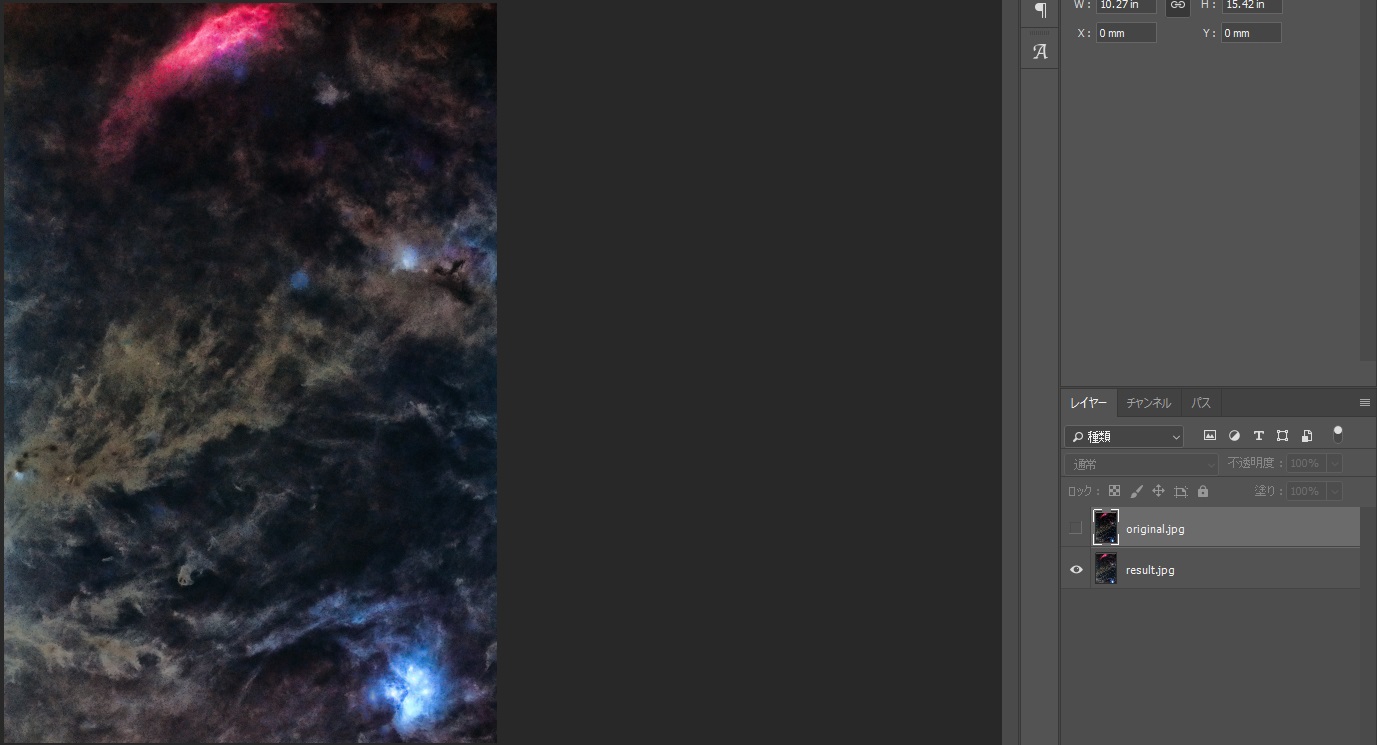 W: 10.27 in H: 15.42 in
X: 0 mm Y: 0 mm
レイヤー チャンネル パス
種類
通常 不透明度: 100%
ロック: 塗り: 100%
original.jpg
result.jpg